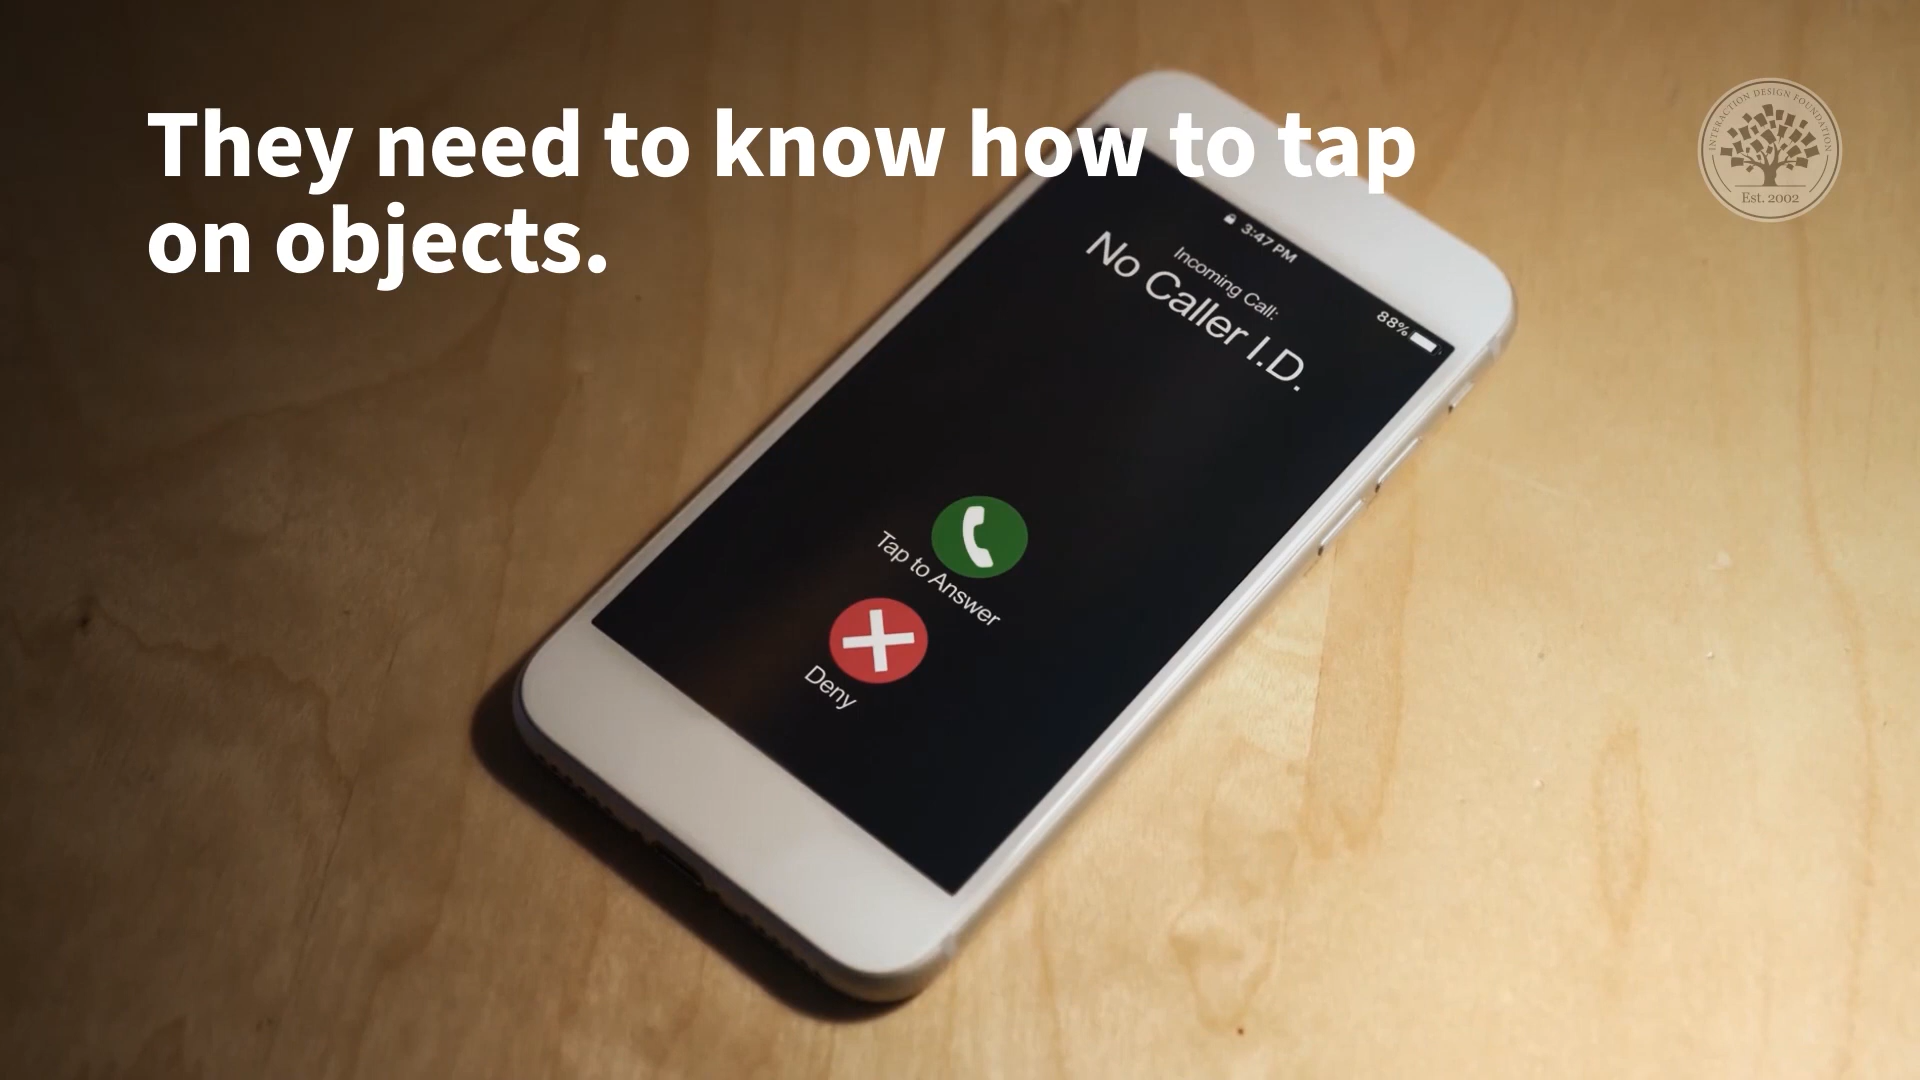 They need to know how to tap
on objects.
INTERACTION DESIGN FOUNDATION
Est. 2002
3:47 PM
88%
Incoming Call:
No Caller I.D.
Tap to Answer
Deny